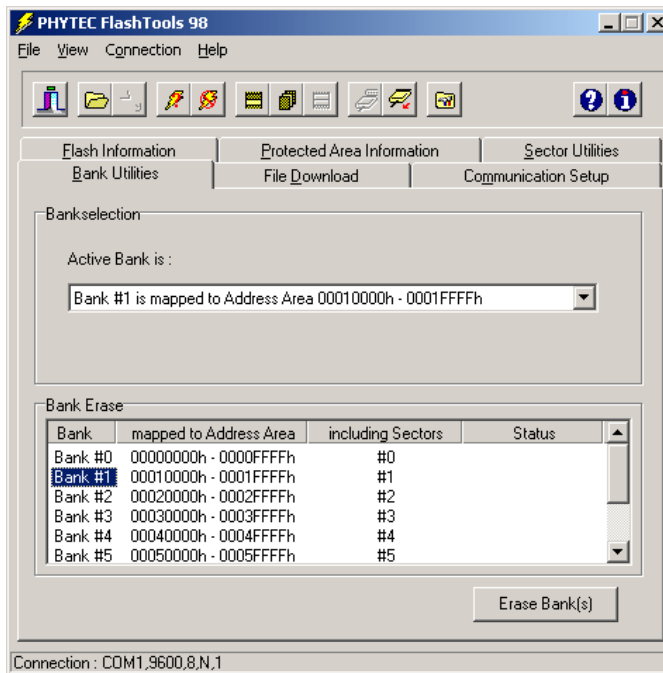 PHYTEC FlashTools 98
File View Connection Help
Flash Information Protected Area Information Sector Utilities
Bank Utilities File Download Communication Setup
Bankselection
Active Bank is :
Bank #1 is mapped to Address Area 00010000h - 0001FFFFh
Bank Erase
Bank mapped to Address Area including Sectors Status
Bank #0 00000000h - 0000FFFFh #0
Bank #1 00010000h - 0001FFFFh #1
Bank #2 00020000h - 0002FFFFh #2
Bank #3 00030000h - 0003FFFFh #3
Bank #4 00040000h - 0004FFFFh #4
Bank #5 00050000h - 0005FFFFh #5
Erase Bank(s)
Connection : COM1,9600,8,N,1